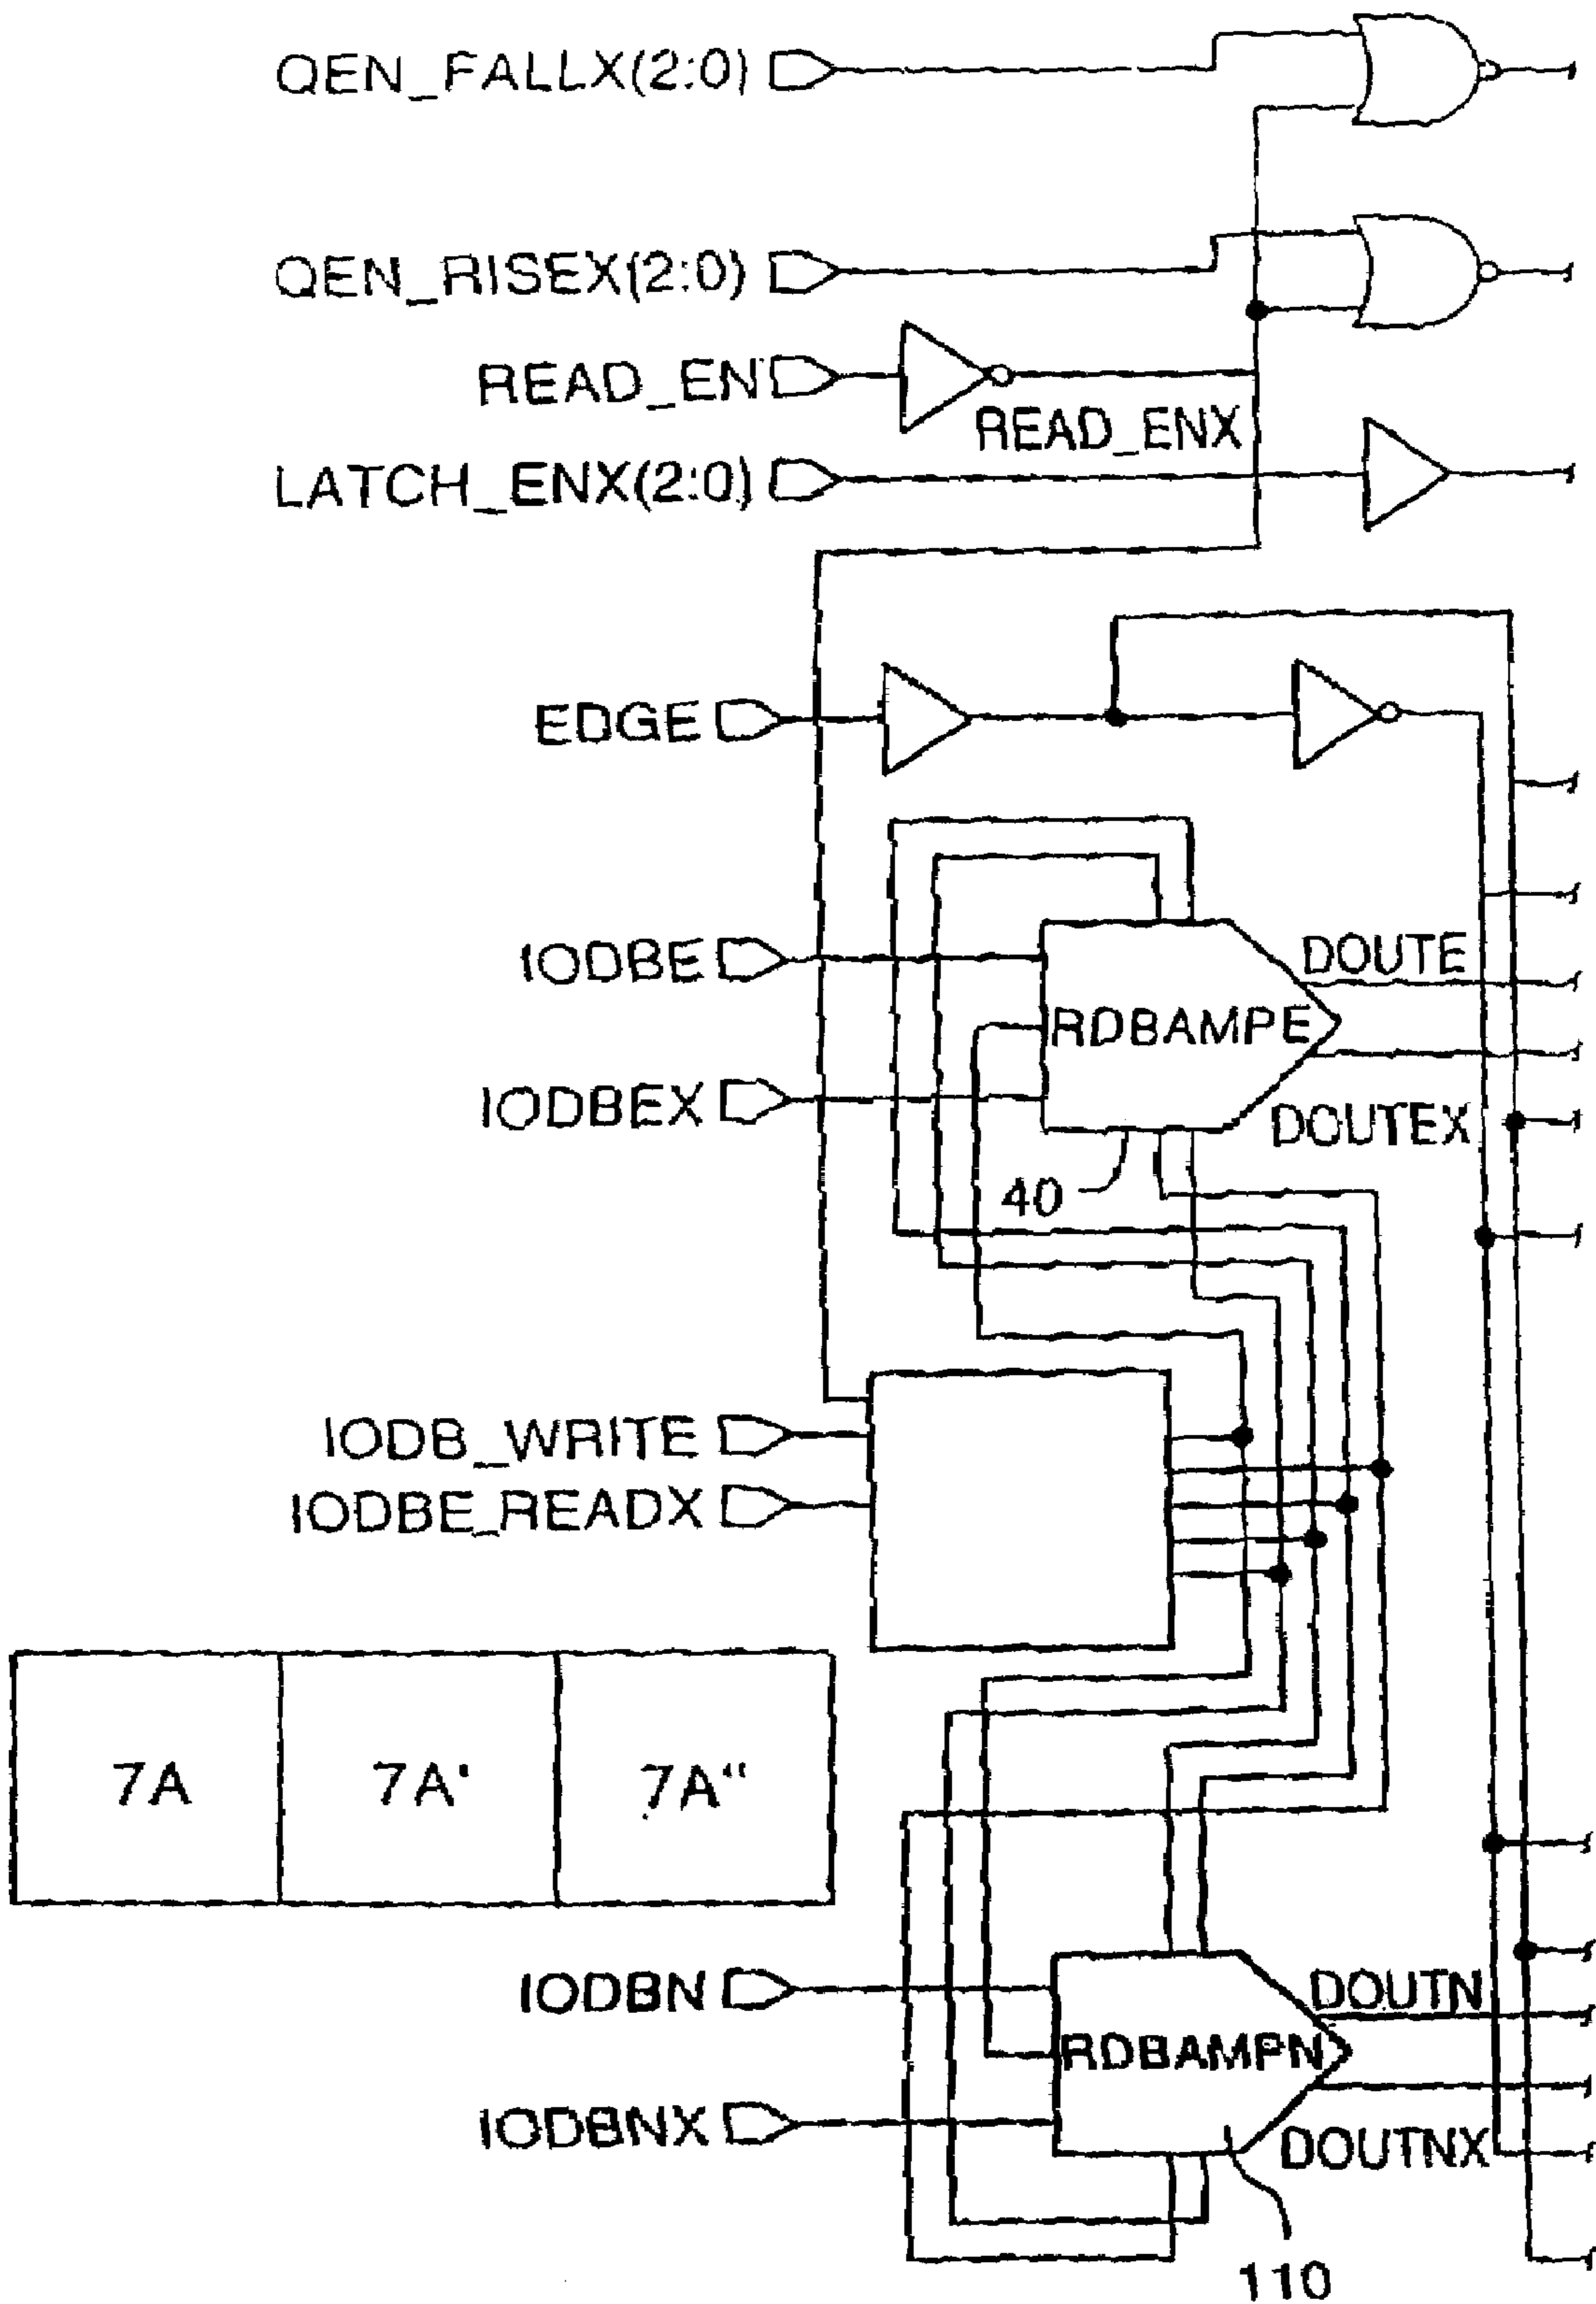 QEN_FALLX(2:0)
QEN_RISEX(2:0)
READ_EN
READ_ENX
LATCH_ENX(2:0)
EDGE
IODBE
DOUTE
RDBAMPE
IODBEX
DOUTEX
40
IODB_WRITE
IODBE_READX
7A 7A' 7A"
IODBN
DOUTN
RDBAMPN
IODBNX
DOUTNX
110